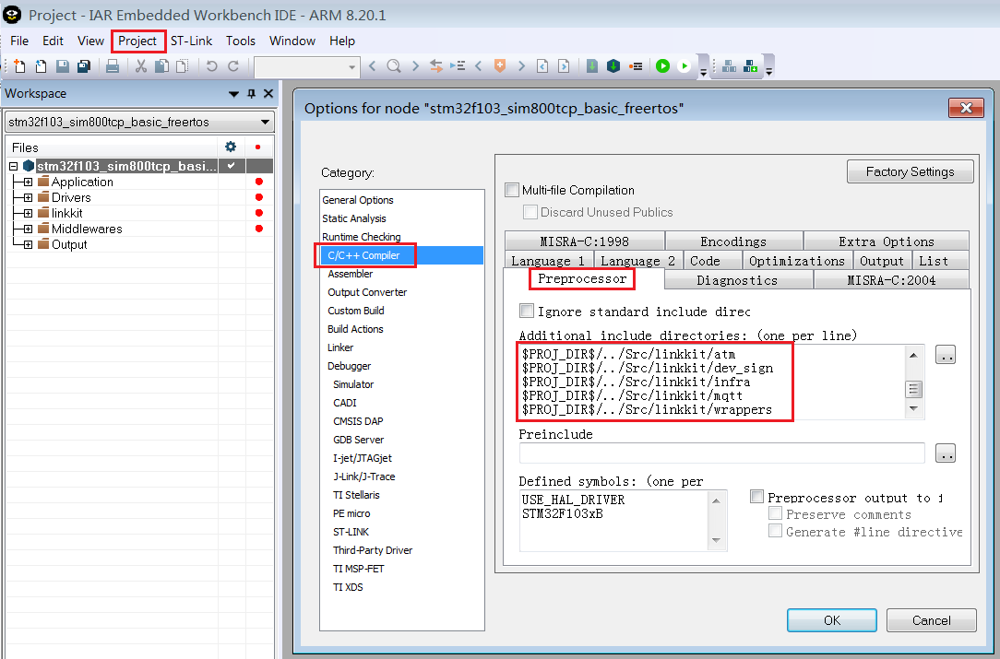 Project - IAR Embedded Workbench IDE - ARM 8.20.1
File Edit View Project ST-Link Tools Window Help
Workspace
stm32f103_sim800tcp_basic_freertos
Files
stm32f103_sim800tcp_basi...
Application
Drivers
linkkit
Middlewares
Output
Options for node "stm32f103_sim800tcp_basic_freertos"
Category:
General Options
Static Analysis
Runtime Checking
C/C++ Compiler
Assembler
Output Converter
Custom Build
Build Actions
Linker
Debugger
Simulator
CADI
CMSIS DAP
GDB Server
I-jet/JTAGjet
J-Link/J-Trace
TI Stellaris
PE micro
ST-LINK
Third-Party Driver
TI MSP-FET
TI XDS
Factory Settings
Multi-file Compilation
Discard Unused Publics
MISRA-C:1998 Encodings Extra Options
Language 1 Language 2 Code Optimizations Output List
Preprocessor Diagnostics MISRA-C:2004
Ignore standard include direc
Additional include directories: (one per line)
$PROJ_DIR$/../Src/linkkit/atm
$PROJ_DIR$/../Src/linkkit/dev_sign
$PROJ_DIR$/../Src/linkkit/infra
$PROJ_DIR$/../Src/linkkit/mqtt
$PROJ_DIR$/../Src/linkkit/wrappers
..
Preinclude
..
Defined symbols: (one per
USE_HAL_DRIVER
STM32F103xB
Preprocessor output to
Preserve comments
Generate #line directive
OK Cancel